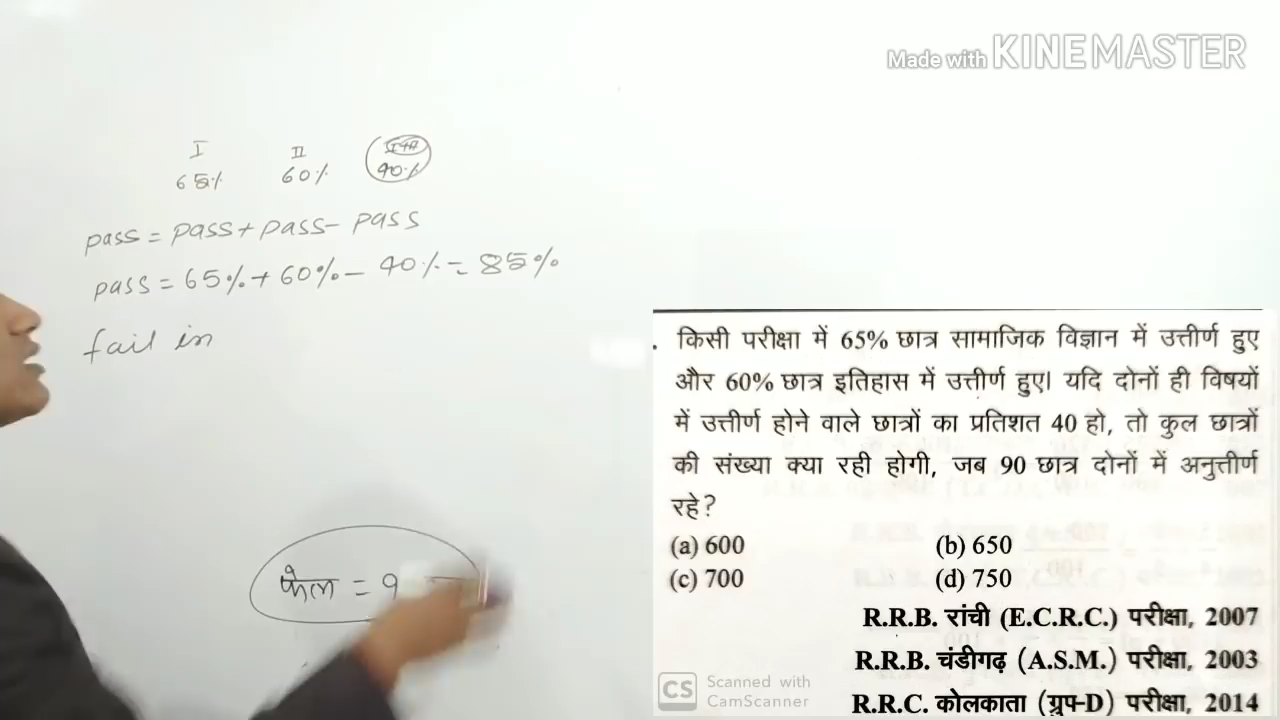 Made with KINEMASTER
I II I+II
65% 60% 40%
pass = pass + pass - pass
pass = 65% + 60% - 40% = 85%
fail in
फेल = 9
. किसी परीक्षा में 65% छात्र सामाजिक विज्ञान में उत्तीर्ण हुए
और 60% छात्र इतिहास में उत्तीर्ण हुए। यदि दोनों ही विषयों
में उत्तीर्ण होने वाले छात्रों का प्रतिशत 40 हो, तो कुल छात्रों
की संख्या क्या रही होगी, जब 90 छात्र दोनों में अनुत्तीर्ण
रहे?
(a) 600 (b) 650
(c) 700 (d) 750
R.R.B. रांची (E.C.R.C.) परीक्षा, 2007
R.R.B. चंडीगढ़ (A.S.M.) परीक्षा, 2003
R.R.C. कोलकाता (ग्रुप-D) परीक्षा, 2014
CS Scanned with
CamScanner